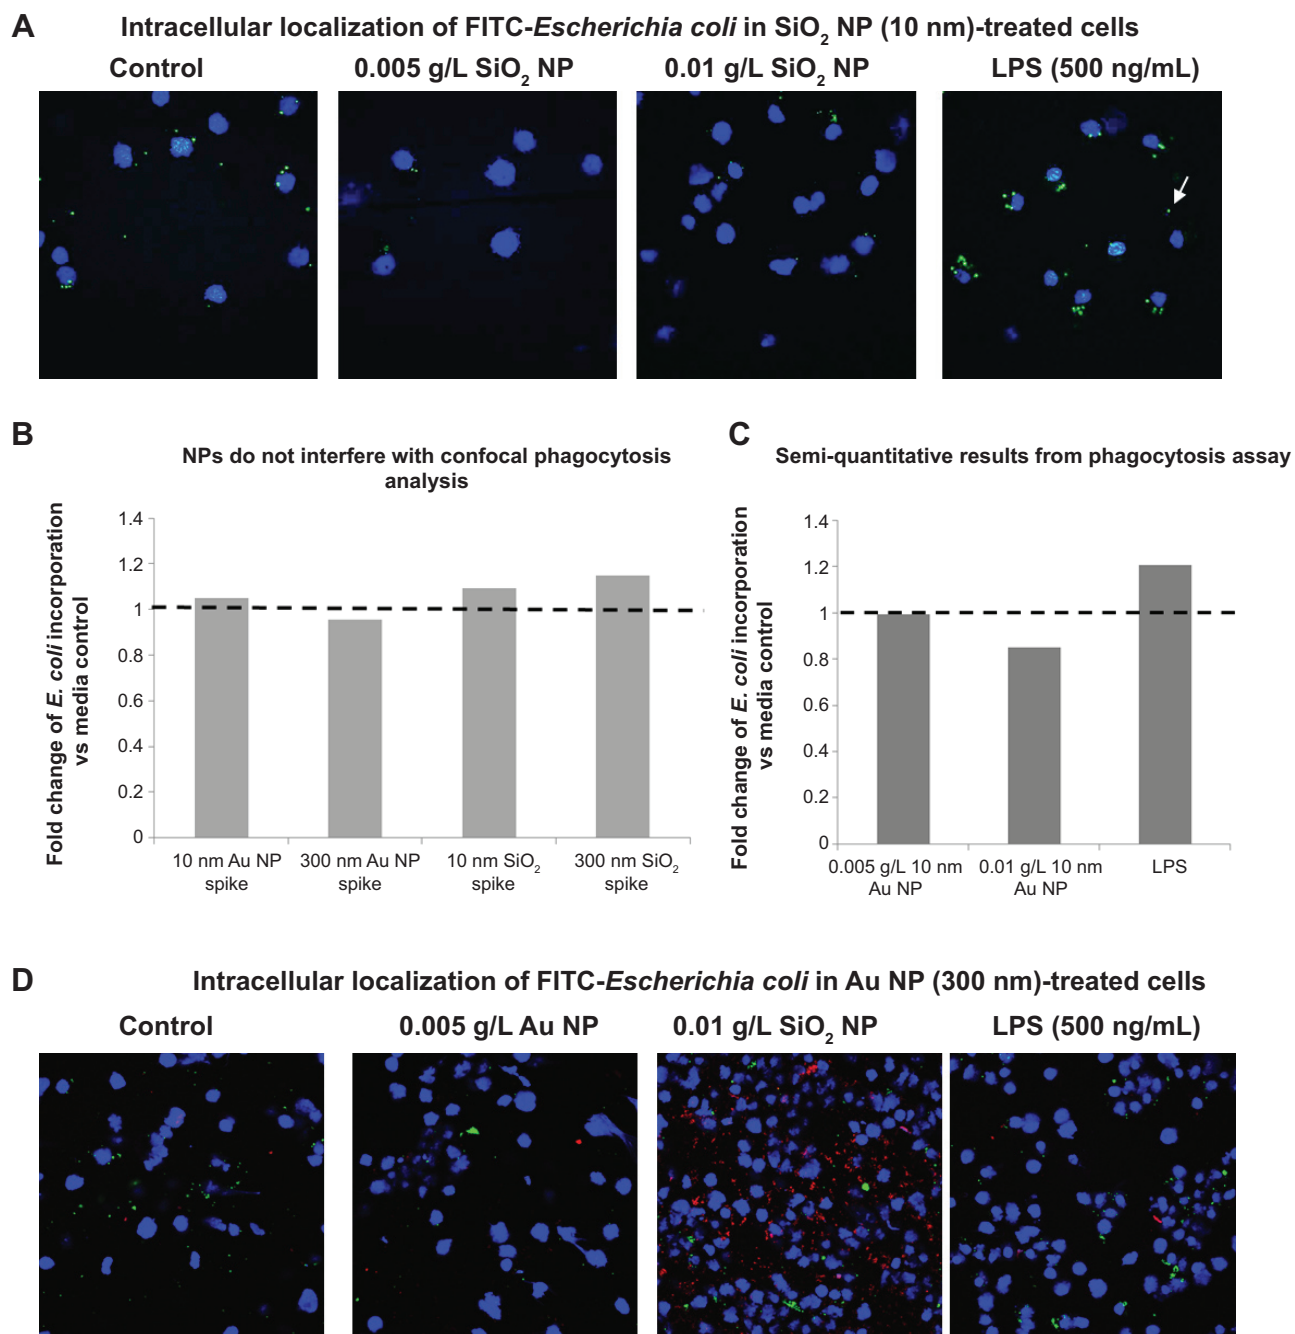 A
Intracellular localization of FITC-Escherichia coli in SiO₂ NP (10 nm)-treated cells
Control
0.005 g/L SiO₂ NP
0.01 g/L SiO₂ NP
LPS (500 ng/mL)
B
NPs do not interfere with confocal phagocytosis
analysis
Fold change of E. coli incorporation
vs media control
1.4
1.2
1
0.8
0.6
0.4
0.2
0
10 nm Au NP
spike
300 nm Au NP
spike
10 nm SiO₂
spike
300 nm SiO₂
spike
C
Semi-quantitative results from phagocytosis assay
Fold change of E. coli incorporation
vs media control
1.4
1.2
1
0.8
0.6
0.4
0.2
0
0.005 g/L 10 nm
Au NP
0.01 g/L 10 nm
Au NP
LPS
D
Intracellular localization of FITC-Escherichia coli in Au NP (300 nm)-treated cells
Control
0.005 g/L Au NP
0.01 g/L SiO₂ NP
LPS (500 ng/mL)